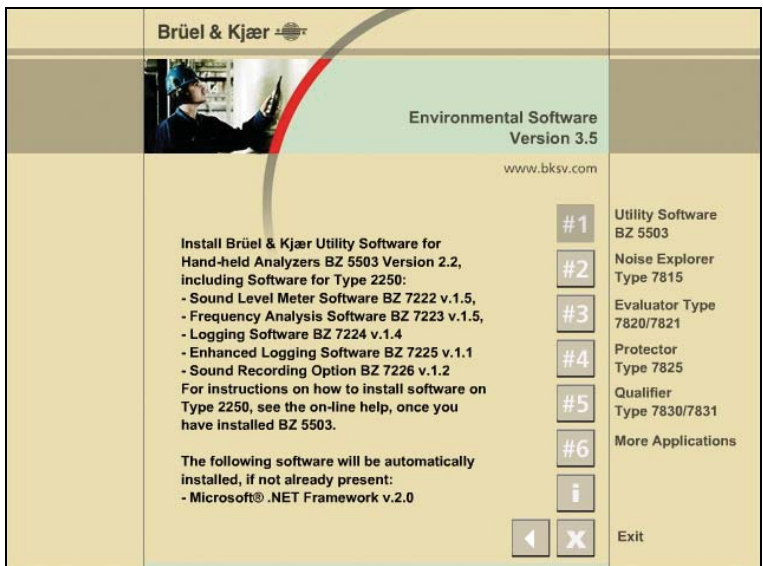 Brüel & Kjær
Environmental Software
Version 3.5
www.bksv.com
Install Brüel & Kjær Utility Software for
Hand-held Analyzers BZ 5503 Version 2.2,
including Software for Type 2250:
- Sound Level Meter Software BZ 7222 v.1.5,
- Frequency Analysis Software BZ 7223 v.1.5,
- Logging Software BZ 7224 v.1.4
- Enhanced Logging Software BZ 7225 v.1.1
- Sound Recording Option BZ 7226 v.1.2
For instructions on how to install software on
Type 2250, see the on-line help, once you
have installed BZ 5503.
The following software will be automatically
installed, if not already present:
- Microsoft® .NET Framework v.2.0
#1 Utility Software
BZ 5503
#2 Noise Explorer
Type 7815
#3 Evaluator Type
7820/7821
#4 Protector
Type 7825
#5 Qualifier
Type 7830/7831
#6 More Applications
i
X Exit